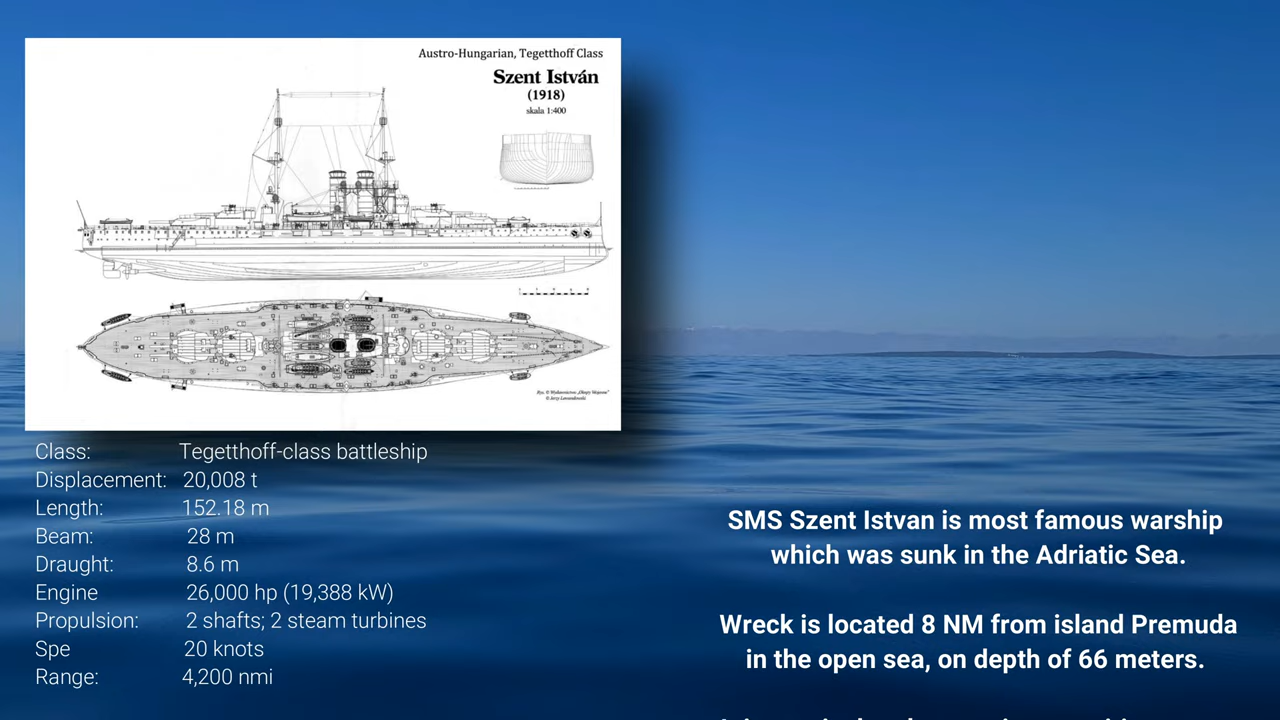 Austro-Hungarian, Tegetthoff Class
Szent István
(1918)
skala 1:400
Class: Tegetthoff-class battleship
Displacement: 20,008 t
Length: 152.18 m
Beam: 28 m
Draught: 8.6 m
Engine 26,000 hp (19,388 kW)
Propulsion: 2 shafts; 2 steam turbines
Spe 20 knots
Range: 4,200 nmi
SMS Szent Istvan is most famous warship
which was sunk in the Adriatic Sea.
Wreck is located 8 NM from island Premuda
in the open sea, on depth of 66 meters.